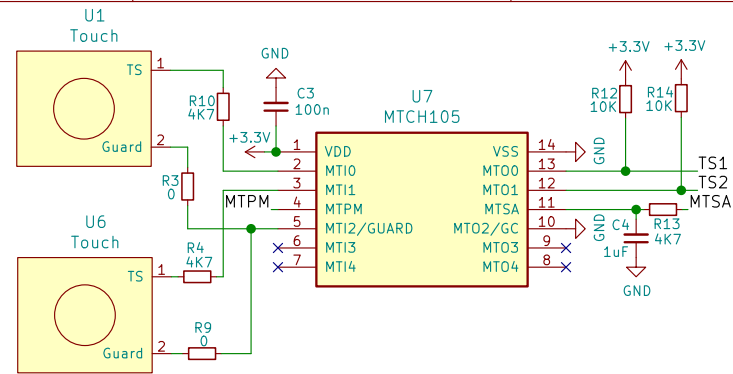 U1
Touch
TS 1
Guard 2
R10
4K7
R3
0
GND
C3
100n
+3.3V
U7
MTCH105
1 VDD
2 MTI0
3 MTI1
4 MTPM
5 MTI2/GUARD
6 MTI3
7 MTI4
VSS 14
MTO0 13
MTO1 12
MTSA 11
MTO2/GC 10
MTO3 9
MTO4 8
MTPM
+3.3V
+3.3V
R12
10K
R14
10K
GND
TS1
TS2
MTSA
GND
C4
1uF
R13
4K7
GND
U6
Touch
TS 1
Guard 2
R4
4K7
R9
0